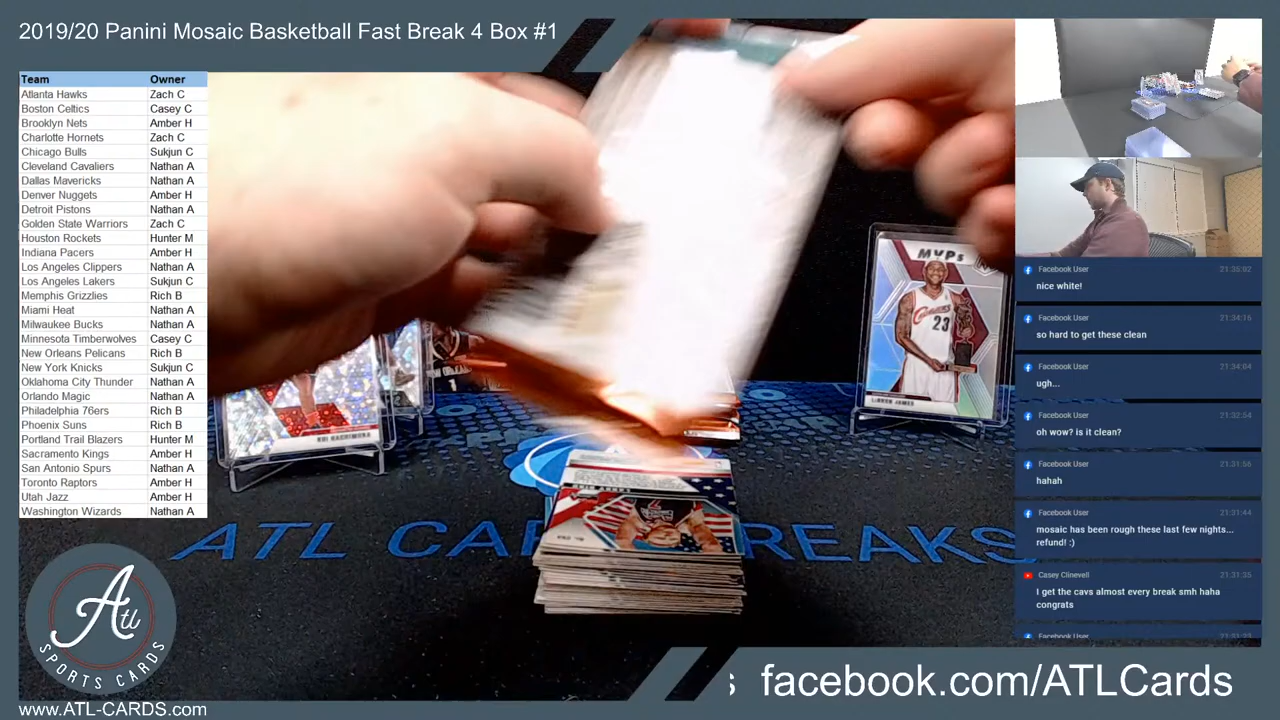 2019/20 Panini Mosaic Basketball Fast Break 4 Box #1
Team Owner
Atlanta Hawks Zach C
Boston Celtics Casey C
Brooklyn Nets Amber H
Charlotte Hornets Zach C
Chicago Bulls Sukjun C
Cleveland Cavaliers Nathan A
Dallas Mavericks Nathan A
Denver Nuggets Amber H
Detroit Pistons Nathan A
Golden State Warriors Zach C
Houston Rockets Hunter M
Indiana Pacers Amber H
Los Angeles Clippers Nathan A
Los Angeles Lakers Sukjun C
Memphis Grizzlies Rich B
Miami Heat Nathan A
Milwaukee Bucks Nathan A
Minnesota Timberwolves Casey C
New Orleans Pelicans Rich B
New York Knicks Sukjun C
Oklahoma City Thunder Nathan A
Orlando Magic Nathan A
Philadelphia 76ers Rich B
Phoenix Suns Rich B
Portland Trail Blazers Hunter M
Sacramento Kings Amber H
San Antonio Spurs Nathan A
Toronto Raptors Amber H
Utah Jazz Amber H
Washington Wizards Nathan A
Atl
SPORTS CARDS
www.ATL-CARDS.com
RUI HACHIMURA
MVPs
CAVALIERS
23
LeBRON JAMES
ATL CAR BREAKS
Facebook User 21:35:02
nice white!
Facebook User 21:34:16
so hard to get these clean
Facebook User 21:34:04
ugh...
Facebook User 21:32:54
oh wow? is it clean?
Facebook User 21:31:56
hahah
Facebook User 21:31:44
mosaic has been rough these last few nights...
refund! :)
Casey Clinevell 21:31:35
I get the cavs almost every break smh haha
congrats
Facebook User
s facebook.com/ATLCards